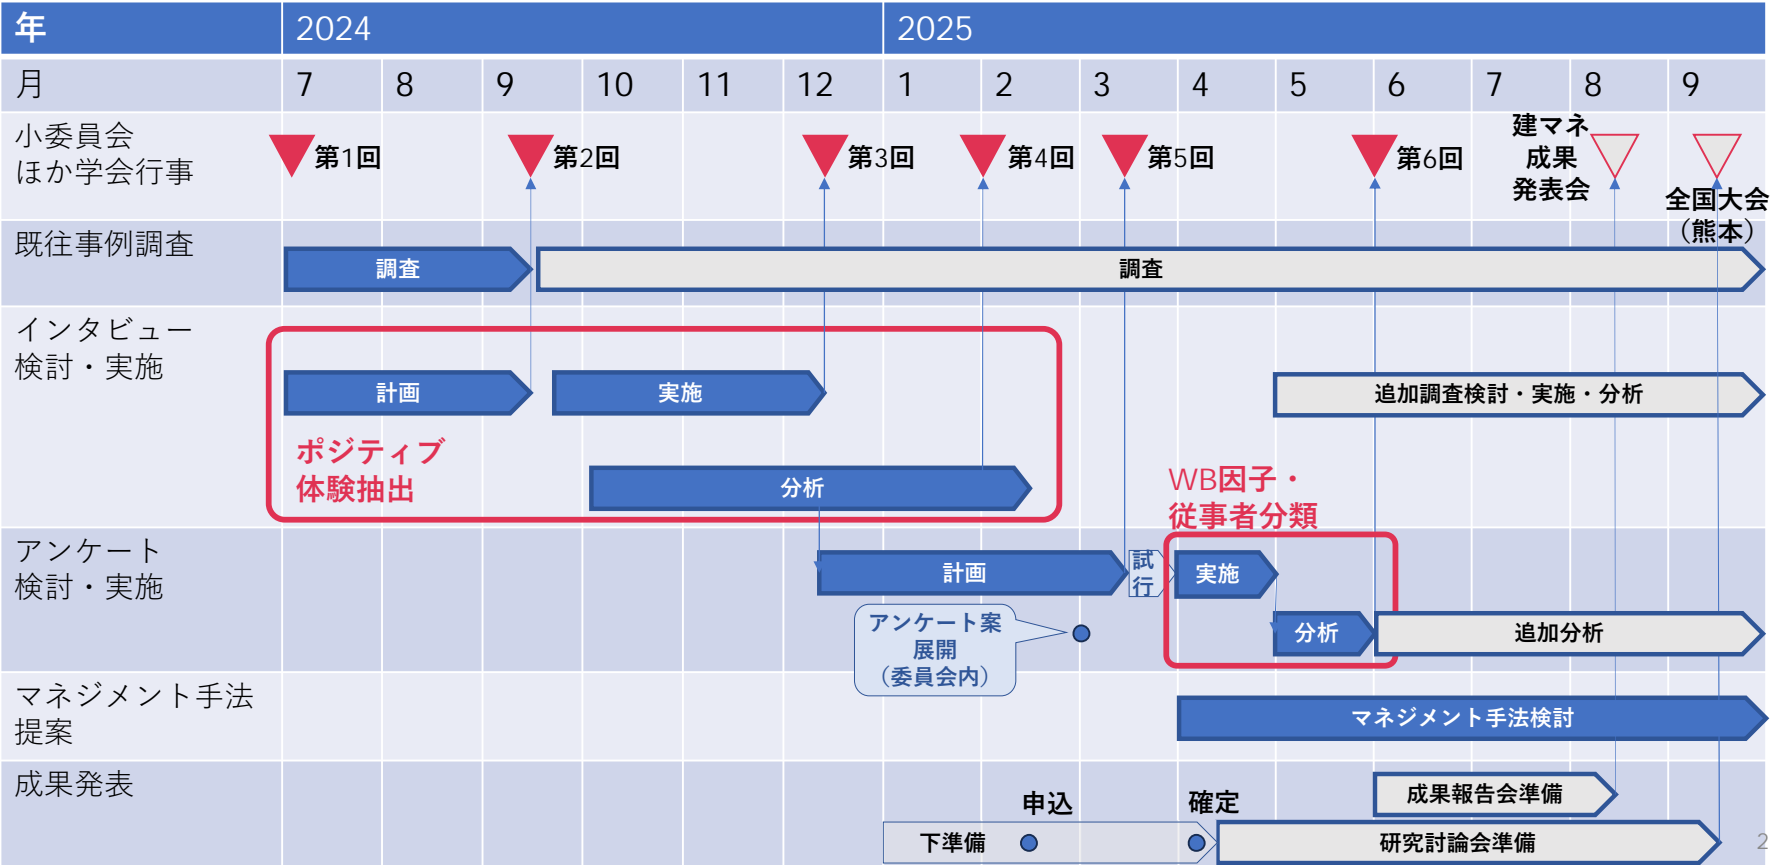 年 2024 2025
月 7 8 9 10 11 12 1 2 3 4 5 6 7 8 9
小委員会
ほか学会行事
第1回 第2回 第3回 第4回 第5回 第6回
建マネ
成果
発表会
全国大会
（熊本）
既往事例調査
調査 調査
インタビュー
検討・実施
計画 実施 追加調査検討・実施・分析
ポジティブ
体験抽出
分析
WB因子・
従事者分類
アンケート
検討・実施
計画 試
行 実施
アンケート案
展開
（委員会内）
分析 追加分析
マネジメント手法
提案
マネジメント手法検討
成果発表
成果報告会準備
申込 確定
下準備 研究討論会準備
2